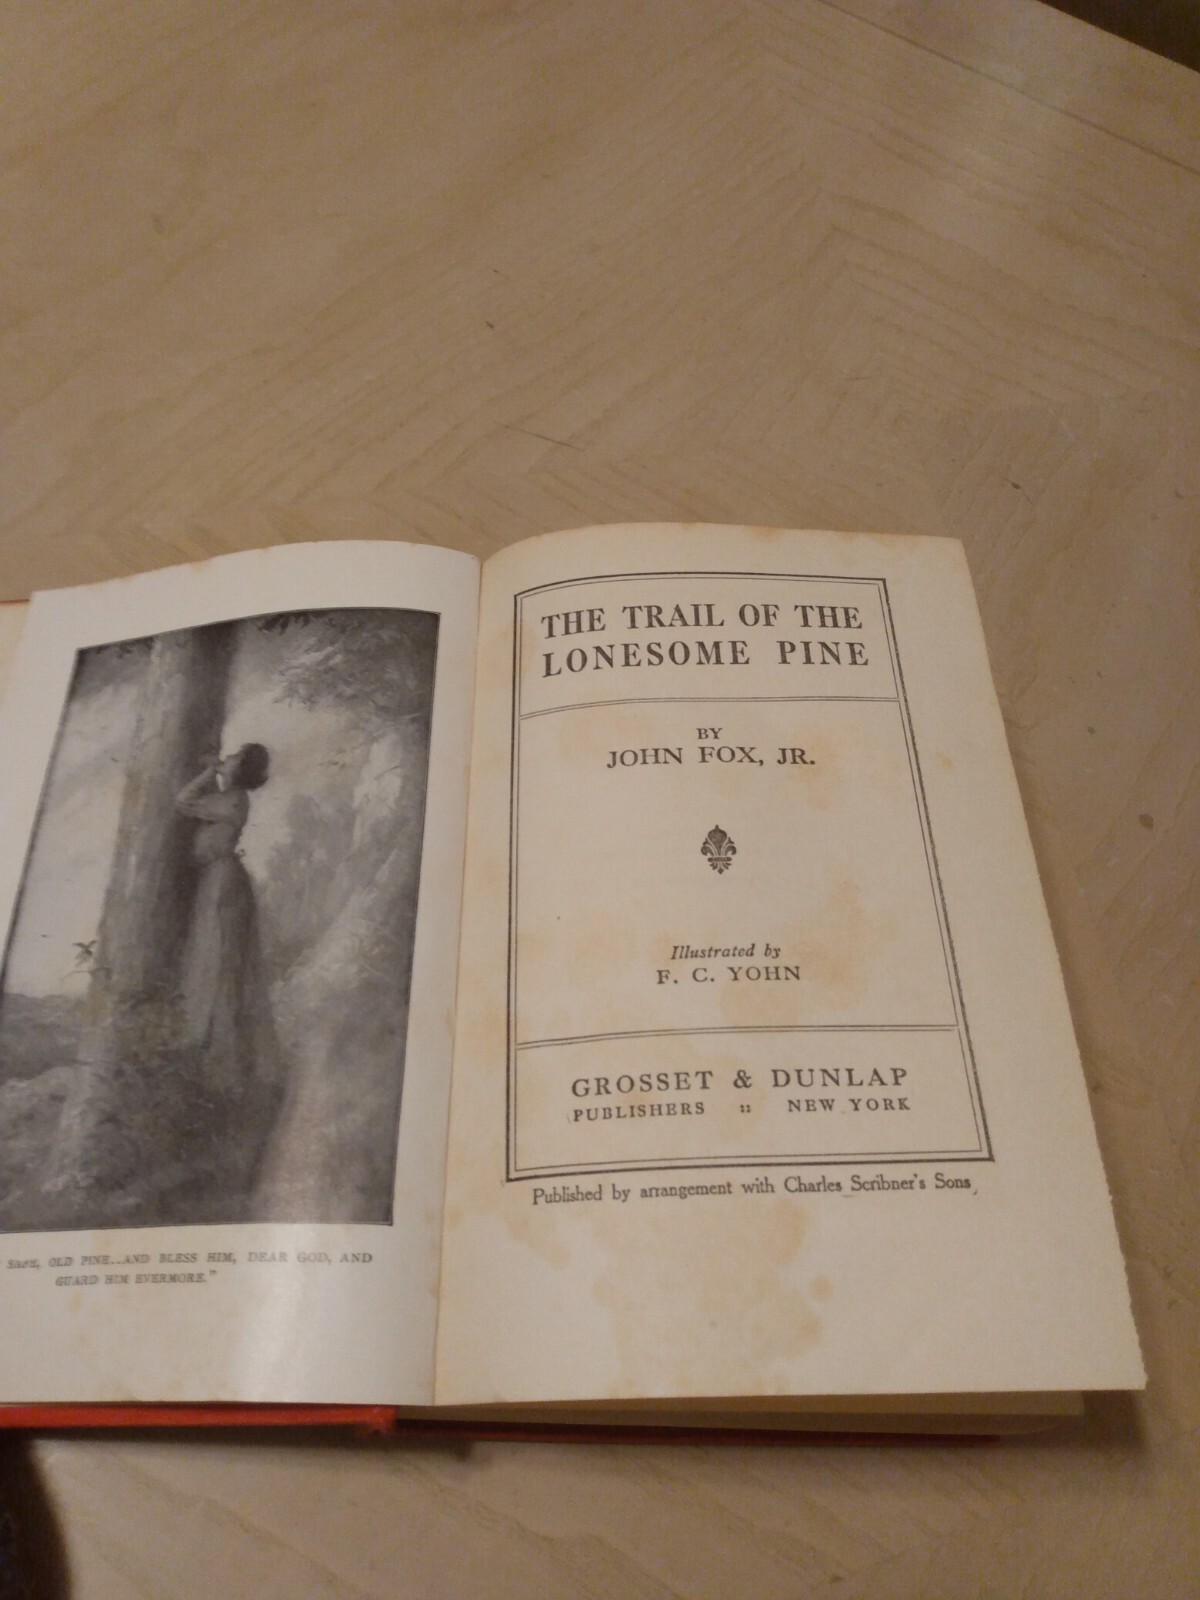 OLD PINE...AND BLESS HIM, DEAR GOD, AND
GUARD HIM EVERMORE."
THE TRAIL OF THE
LONESOME PINE
BY
JOHN FOX, JR.
Illustrated by
F. C. YOHN
GROSSET & DUNLAP
PUBLISHERS :: NEW YORK
Published by arrangement with Charles Scribner's Sons